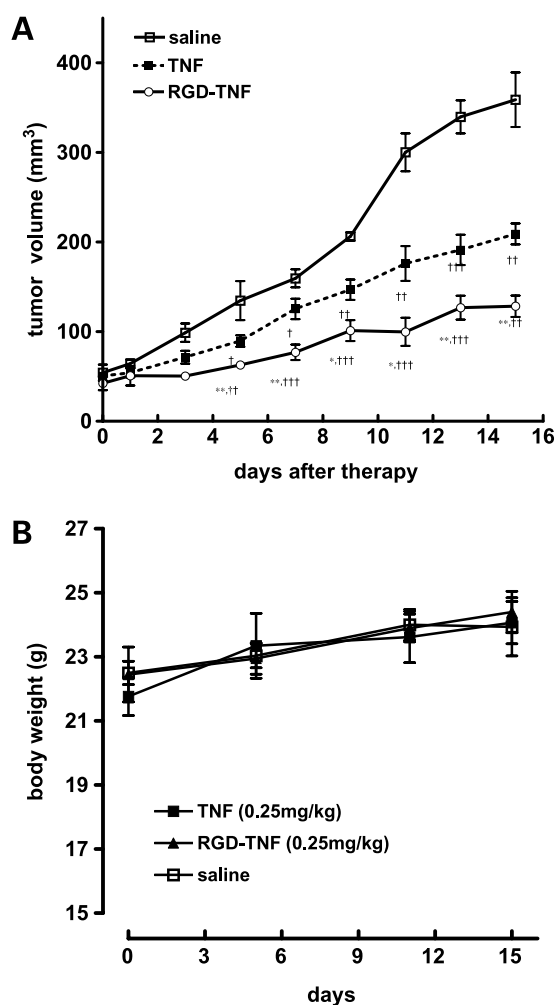 A
saline
TNF
RGD-TNF
400
300
200
100
0
tumor volume (mm³)
†
**,††
†
**,†††
††
*,†††
††
*,†††
†††
**,†††
††
**,††
0 2 4 6 8 10 12 14 16
days after therapy
B
27
25
23
21
19
17
15
body weight (g)
TNF (0.25mg/kg)
RGD-TNF (0.25mg/kg)
saline
0 3 6 9 12 15
days